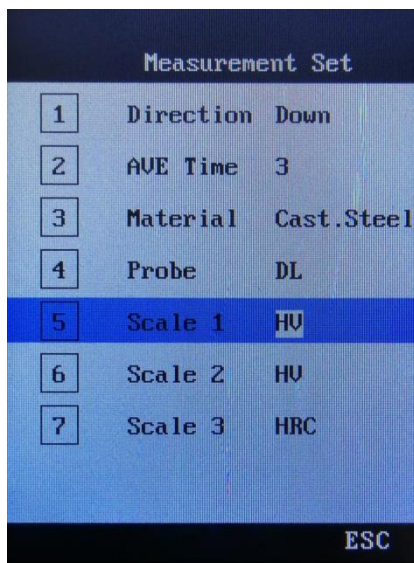 Measurement Set
1 Direction Down
2 AVE Time 3
3 Material Cast.Steel
4 Probe DL
5 Scale 1 HV
6 Scale 2 HV
7 Scale 3 HRC
ESC